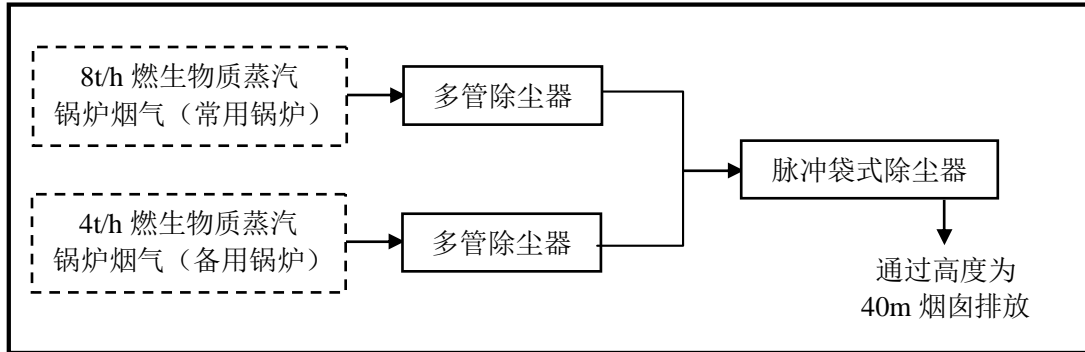 8t/h 燃生物质蒸汽
锅炉烟气（常用锅炉）
多管除尘器
脉冲袋式除尘器
4t/h 燃生物质蒸汽
锅炉烟气（备用锅炉）
多管除尘器
通过高度为
40m 烟囱排放